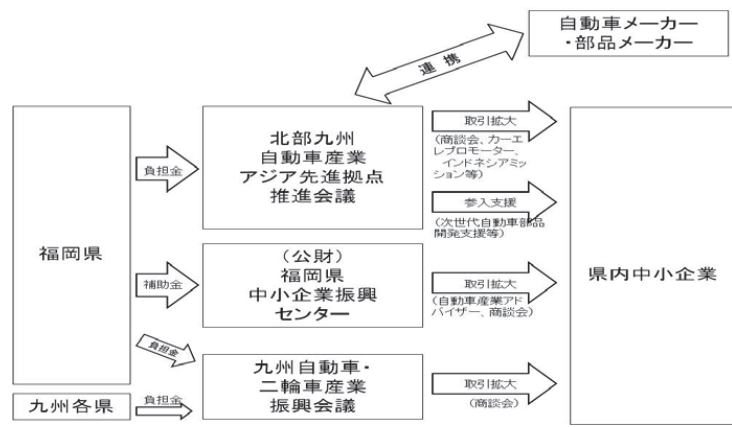 自動車メーカー
・部品メーカー
連携
北部九州
自動車産業
アジア先進拠点
推進会議
負担金
取引拡大
(商談会、カーエ
レプロモーター、
インドネシアミッ
ション等)
参入支援
(次世代自動車部品
開発支援等)
福岡県
補助金
(公財)
福岡県
中小企業振興
センター
取引拡大
(自動車産業アド
バイザー、商談会)
県内中小企業
負担金
九州自動車・
二輪車産業
振興会議
取引拡大
(商談会)
九州各県
負担金